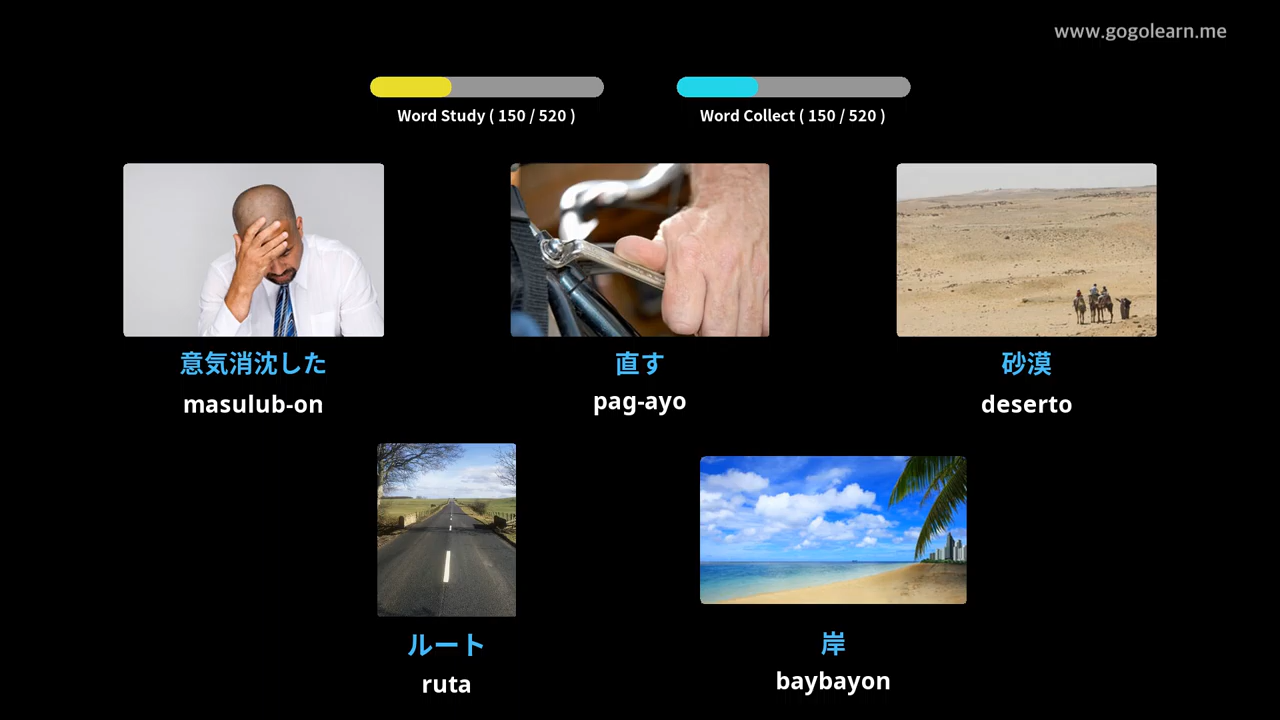 www.gogolearn.me
Word Study ( 150 / 520 )
Word Collect ( 150 / 520 )
意気消沈した
masulub-on
直す
pag-ayo
砂漠
deserto
ルート
ruta
岸
baybayon